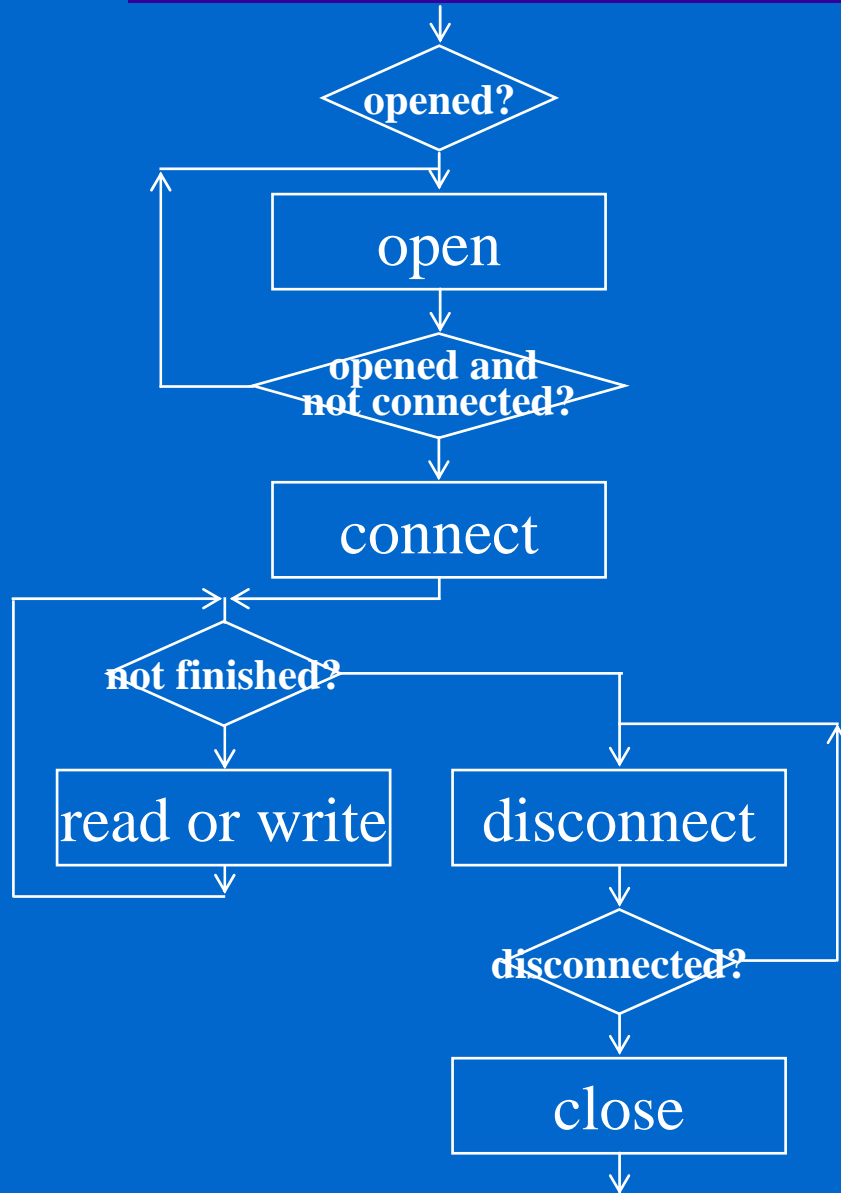 opened?
open
opened and
not connected?
connect
not finished?
read or write
disconnect
disconnected?
close